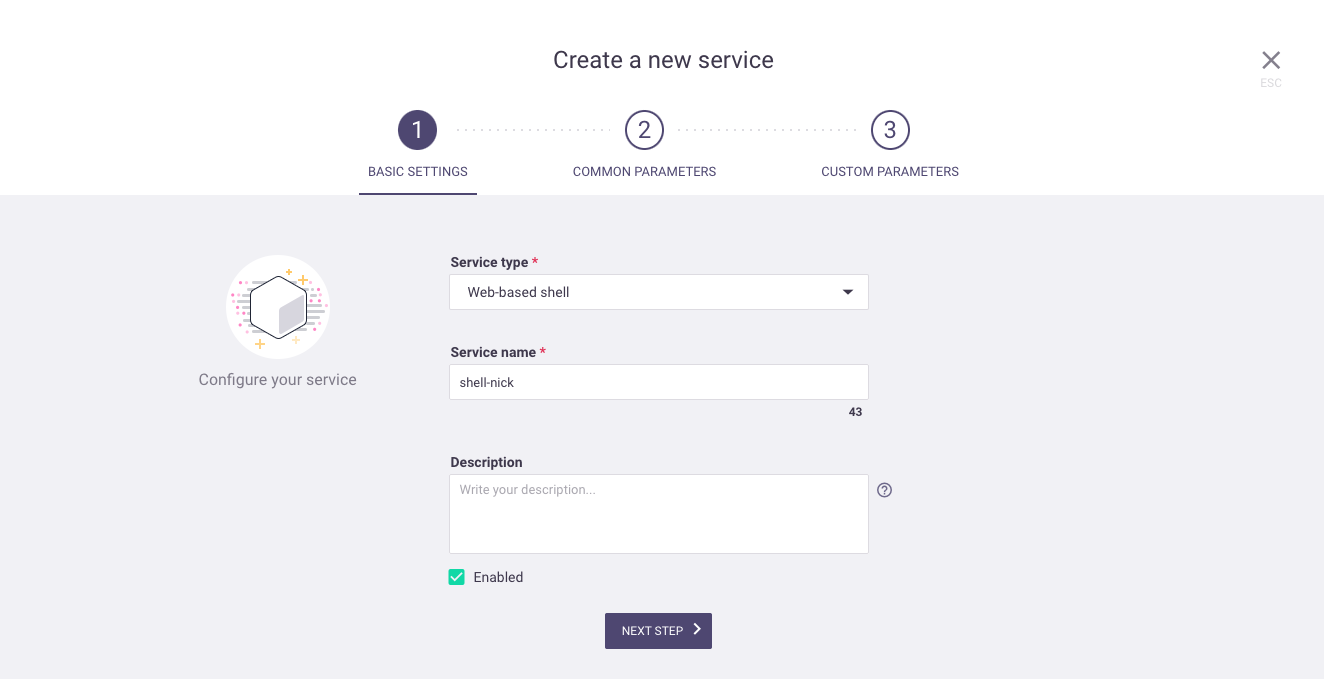 Create a new service
ESC
1
2
3
BASIC SETTINGS
COMMON PARAMETERS
CUSTOM PARAMETERS
Configure your service
Service type *
Web-based shell
Service name *
shell-nick
43
Description
Write your description...
?
Enabled
NEXT STEP